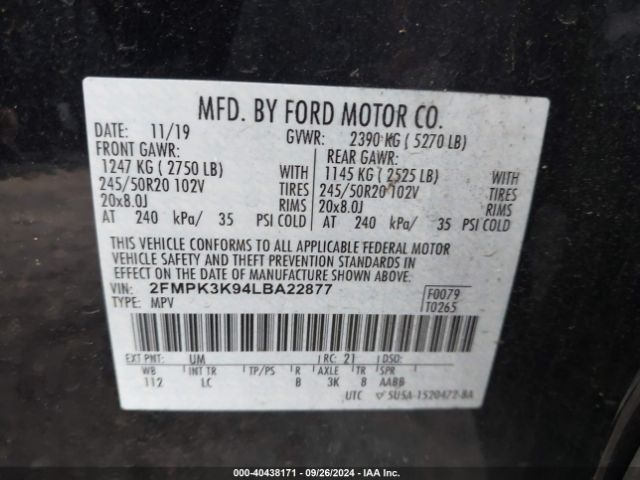 MFD. BY FORD MOTOR CO.
DATE: 11/19 GVWR: 2390 KG ( 5270 LB)
FRONT GAWR: REAR GAWR:
1247 KG ( 2750 LB) WITH 1145 KG ( 2525 LB) WITH
245/50R20 102V TIRES 245/50R20 102V TIRES
20x8.0J RIMS 20x8.0J RIMS
AT 240 kPa/ 35 PSI COLD AT 240 kPa/ 35 PSI COLD
THIS VEHICLE CONFORMS TO ALL APPLICABLE FEDERAL MOTOR
VEHICLE SAFETY AND THEFT PREVENTION STANDARDS IN
EFFECT ON THE DATE OF MANUFACTURE SHOWN ABOVE.
VIN: 2FMPK3K94LBA22877 F0079
TYPE: MPV T0265
EXT PNT: UM RC: 21 DSO:
WB INT TR TP/PS R AXLE TR SPR
112 LC B 3K 8 AABB
UTC 5U5A-1520472-BA
000-40438171 - 09/26/2024 - IAA Inc.